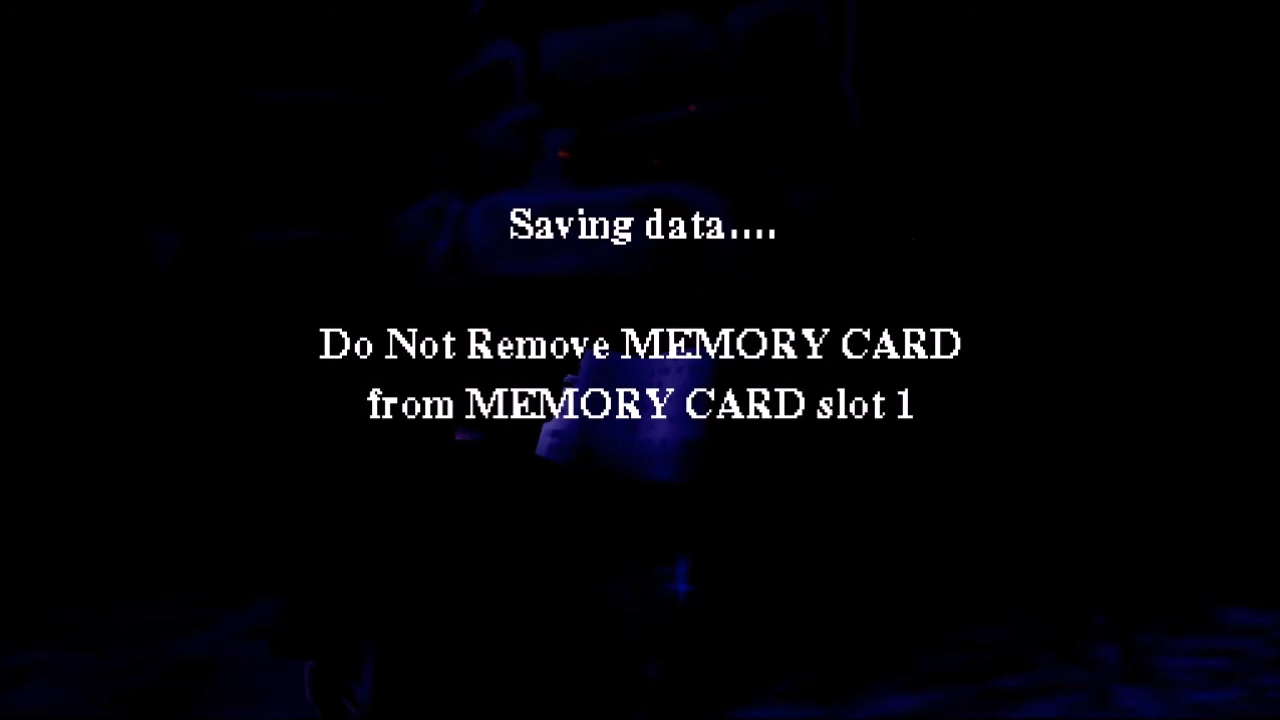 Saving data....
Do Not Remove MEMORY CARD
from MEMORY CARD slot 1